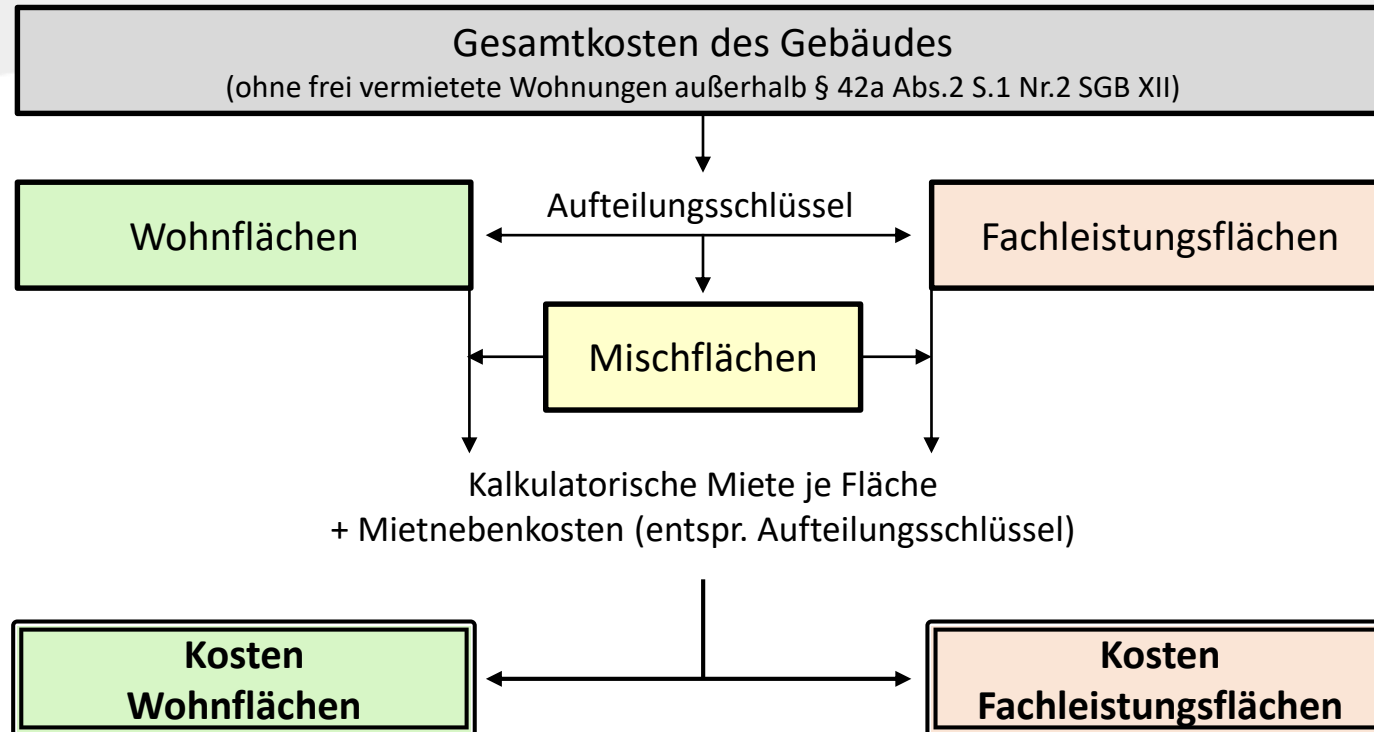 Gesamtkosten des Gebäudes
(ohne frei vermietete Wohnungen außerhalb § 42a Abs.2 S.1 Nr.2 SGB XII)
Wohnflächen
Aufteilungsschlüssel
Fachleistungsflächen
Mischflächen
Kalkulatorische Miete je Fläche
+ Mietnebenkosten (entspr. Aufteilungsschlüssel)
Kosten
Wohnflächen
Kosten
Fachleistungsflächen